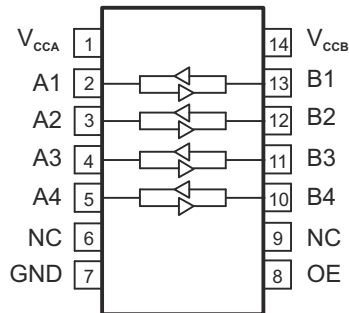 VCCA 1 14 VCCB
A1 2 13 B1
A2 3 12 B2
A3 4 11 B3
A4 5 10 B4
NC 6 9 NC
GND 7 8 OE